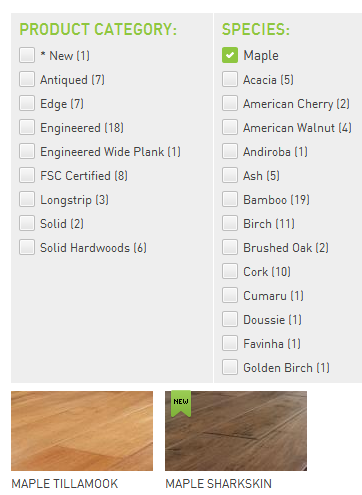 PRODUCT CATEGORY:
* New (1)
Antiqued (7)
Edge (7)
Engineered (18)
Engineered Wide Plank (1)
FSC Certified (8)
Longstrip (3)
Solid (2)
Solid Hardwoods (6)
SPECIES:
Maple
Acacia (5)
American Cherry (2)
American Walnut (4)
Andiroba (1)
Ash (5)
Bamboo (19)
Birch (11)
Brushed Oak (2)
Cork (10)
Cumaru (1)
Doussie (1)
Favinha (1)
Golden Birch (1)
NEW
MAPLE TILLAMOOK
MAPLE SHARKSKIN